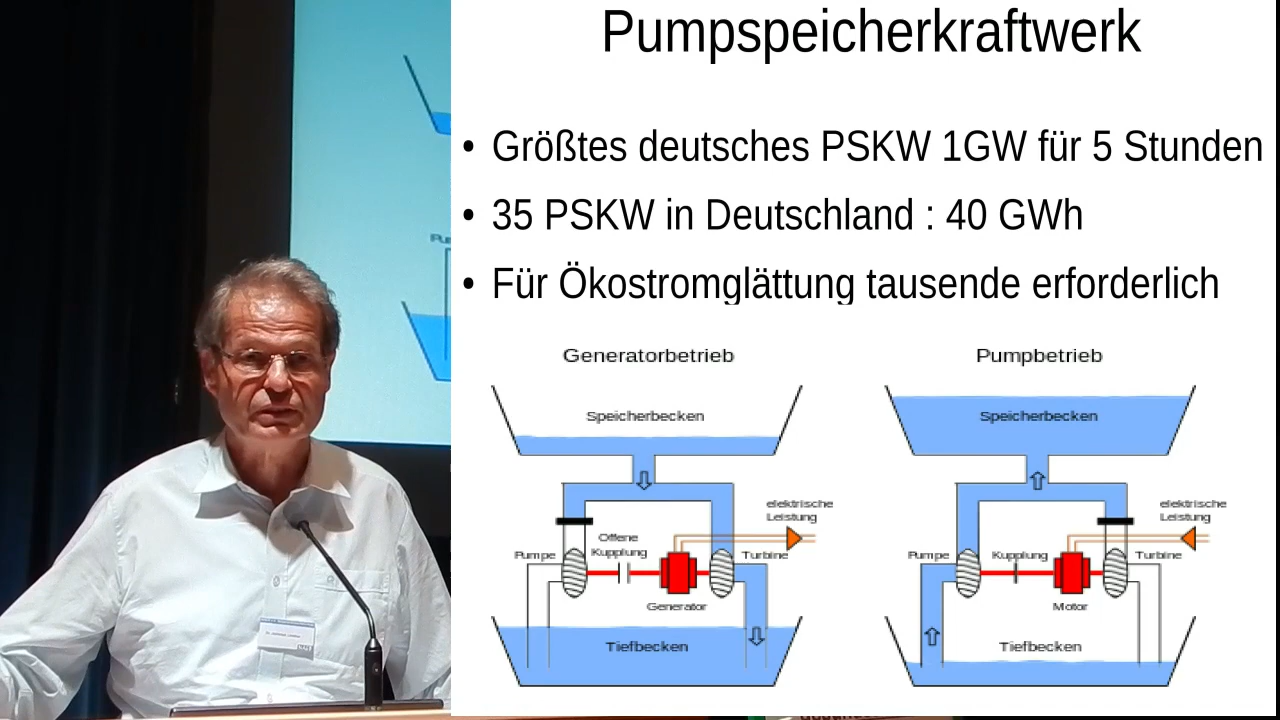 Pumpspeicherkraftwerk
• Größtes deutsches PSKW 1GW für 5 Stunden
• 35 PSKW in Deutschland : 40 GWh
• Für Ökostromglättung tausende erforderlich
Generatorbetrieb
Speicherbecken
elektrische
Leistung
Offene
Kupplung
Pumpe
Turbine
Generator
Tiefbecken
Pumpbetrieb
Speicherbecken
elektrische
Leistung
Pumpe
Kupplung
Turbine
Motor
Tiefbecken